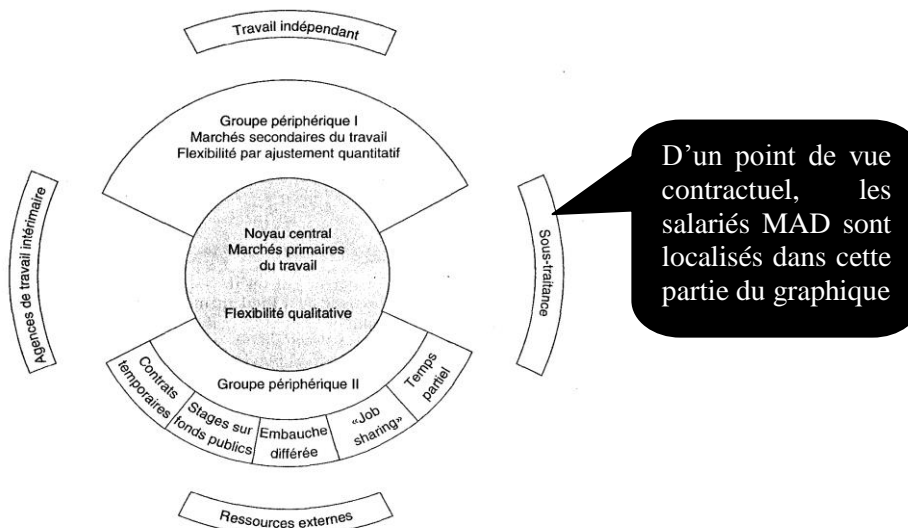 Travail indépendant
Groupe périphérique I
Marchés secondaires du travail
Flexibilité par ajustement quantitatif
Agences de travail intérimaire
Noyau central
Marchés primaires
du travail
Flexibilité qualitative
Sous-traitance
D’un point de vue
contractuel, les
salariés MAD sont
localisés dans cette
partie du graphique
Groupe périphérique II
Contrats
temporaires
Stages sur
fonds publics
Embauche
différée
«Job
sharing»
Temps
partiel
Ressources externes